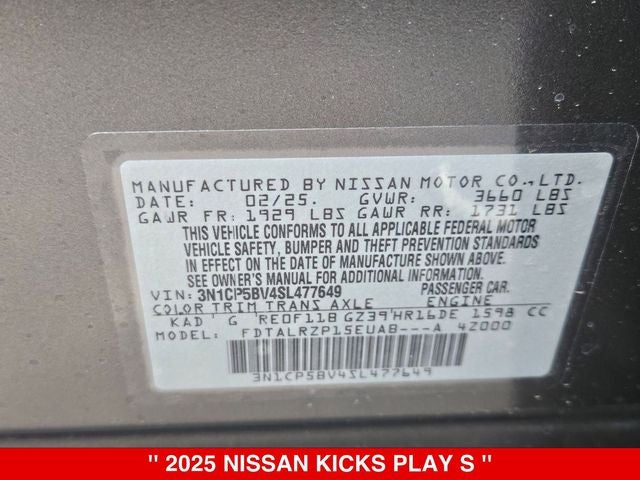 MANUFACTURED BY NISSAN MOTOR CO., LTD.
DATE: 02/25. GVWR: 3660 LBS
GAWR FR: 1929 LBS GAWR RR: 1731 LBS
THIS VEHICLE CONFORMS TO ALL APPLICABLE FEDERAL MOTOR
VEHICLE SAFETY, BUMPER AND THEFT PREVENTION STANDARDS
IN EFFECT ON THE DATE OF MANUFACTURE SHOWN ABOVE.
SEE OWNER'S MANUAL FOR ADDITIONAL INFORMATION.
VIN: 3N1CP5BV4SL477649 PASSENGER CAR.
COLOR TRIM TRANS AXLE ENGINE
KAD G RE0F11B GZ39 HR16DE 1598 CC
FDTALRZP15EUAB---A 4Z000
3N1CP5BV4SL477649
" 2025 NISSAN KICKS PLAY S "